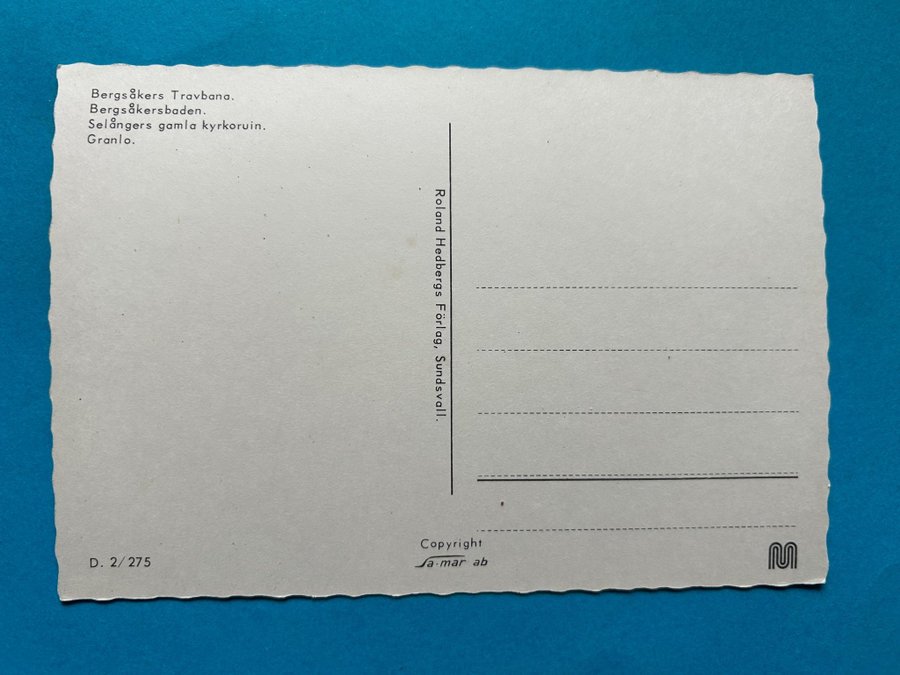 Bergsåkers Travbana.
Bergsåkersbaden.
Selångers gamla kyrkoruin.
Granlo.
Roland Hedbergs Förlag, Sundsvall.
D. 2/275
Copyright
Sa-mar ab